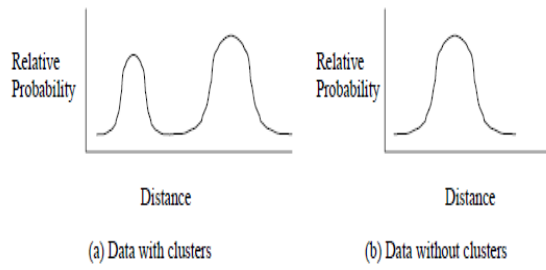 Relative
Probability
Distance
(a) Data with clusters
Relative
Probability
Distance
(b) Data without clusters